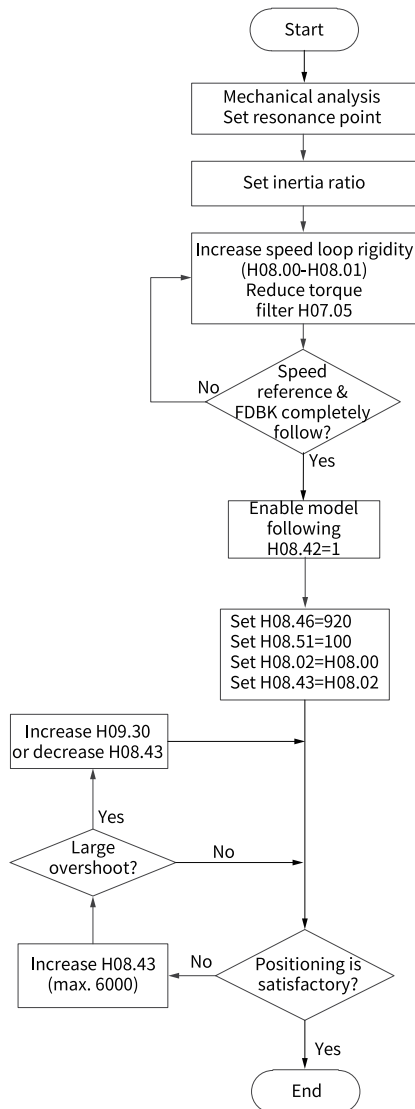 Start
Mechanical analysis
Set resonance point
Set inertia ratio
Increase speed loop rigidity
(H08.00-H08.01)
Reduce torque
filter H07.05
Speed
reference &
FDBK completely
follow?
No
Yes
Enable model
following
H08.42=1
Set H08.46=920
Set H08.51=100
Set H08.02=H08.00
Set H08.43=H08.02
Increase H09.30
or decrease H08.43
Yes
Large
overshoot?
No
Increase H08.43
(max. 6000)
No
Positioning is
satisfactory?
Yes
End